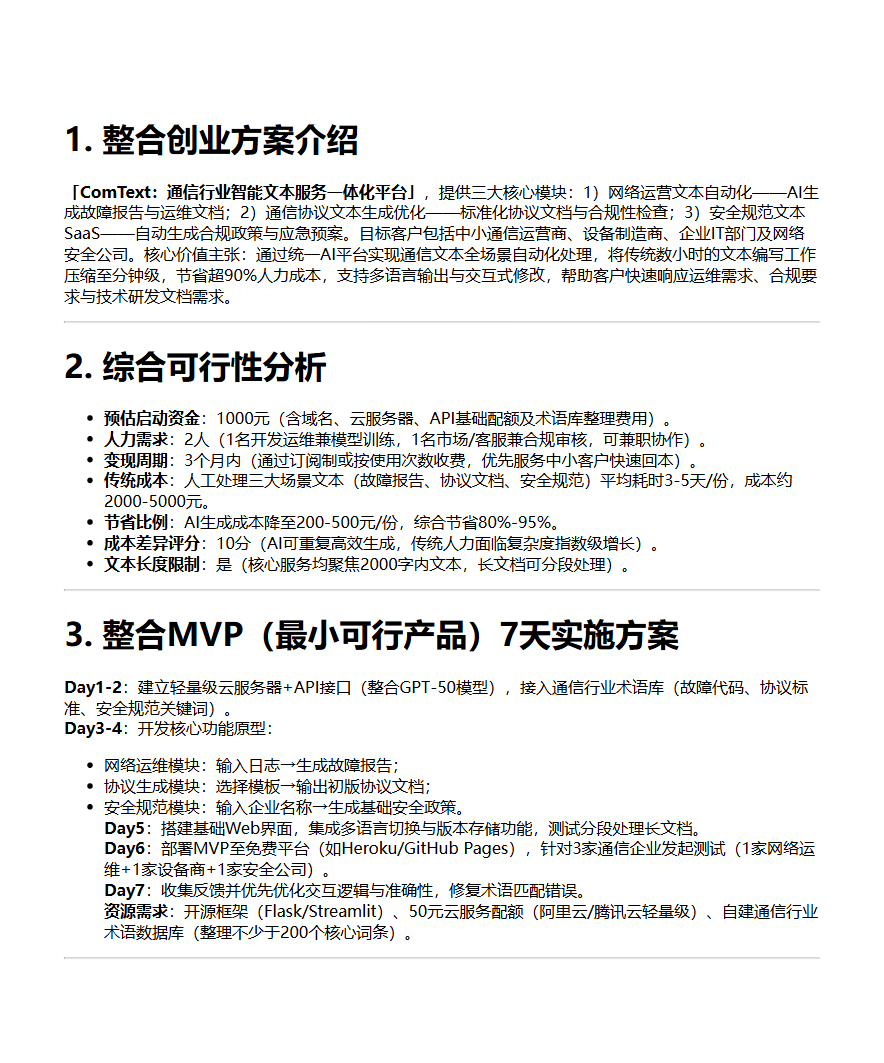 1. 整合创业方案介绍
「ComText：通信行业智能文本服务一体化平台」，提供三大核心模块：1）网络运营文本自动化——AI生
成故障报告与运维文档；2）通信协议文本生成优化——标准化协议文档与合规性检查；3）安全规范文本
SaaS——自动生成合规政策与应急预案。目标客户包括中小通信运营商、设备制造商、企业IT部门及网络
安全公司。核心价值主张：通过统一AI平台实现通信文本全场景自动化处理，将传统数小时的文本编写工作
压缩至分钟级，节省超90%人力成本，支持多语言输出与交互式修改，帮助客户快速响应运维需求、合规要
求与技术研发文档需求。
2. 综合可行性分析
• 预估启动资金：1000元（含域名、云服务器、API基础配额及术语库整理费用）。
• 人力需求：2人（1名开发运维兼模型训练，1名市场/客服兼合规审核，可兼职协作）。
• 变现周期：3个月内（通过订阅制或按使用次数收费，优先服务中小客户快速回本）。
• 传统成本：人工处理三大场景文本（故障报告、协议文档、安全规范）平均耗时3-5天/份，成本约
2000-5000元。
• 节省比例：AI生成成本降至200-500元/份，综合节省80%-95%。
• 成本差异评分：10分（AI可重复高效生成，传统人力面临复杂度指数级增长）。
• 文本长度限制：是（核心服务均聚焦2000字内文本，长文档可分段处理）。
3. 整合MVP（最小可行产品）7天实施方案
Day1-2：建立轻量级云服务器+API接口（整合GPT-50模型），接入通信行业术语库（故障代码、协议标
准、安全规范关键词）。
Day3-4：开发核心功能原型：
• 网络运维模块：输入日志→生成故障报告；
• 协议生成模块：选择模板→输出初版协议文档；
• 安全规范模块：输入企业名称→生成基础安全政策。
Day5：搭建基础Web界面，集成多语言切换与版本存储功能，测试分段处理长文档。
Day6：部署MVP至免费平台（如Heroku/GitHub Pages），针对3家通信企业发起测试（1家网络运
维+1家设备商+1家安全公司）。
Day7：收集反馈并优先优化交互逻辑与准确性，修复术语匹配错误。
资源需求：开源框架（Flask/Streamlit）、50元云服务配额（阿里云/腾讯云轻量级）、自建通信行业
术语数据库（整理不少于200个核心词条）。